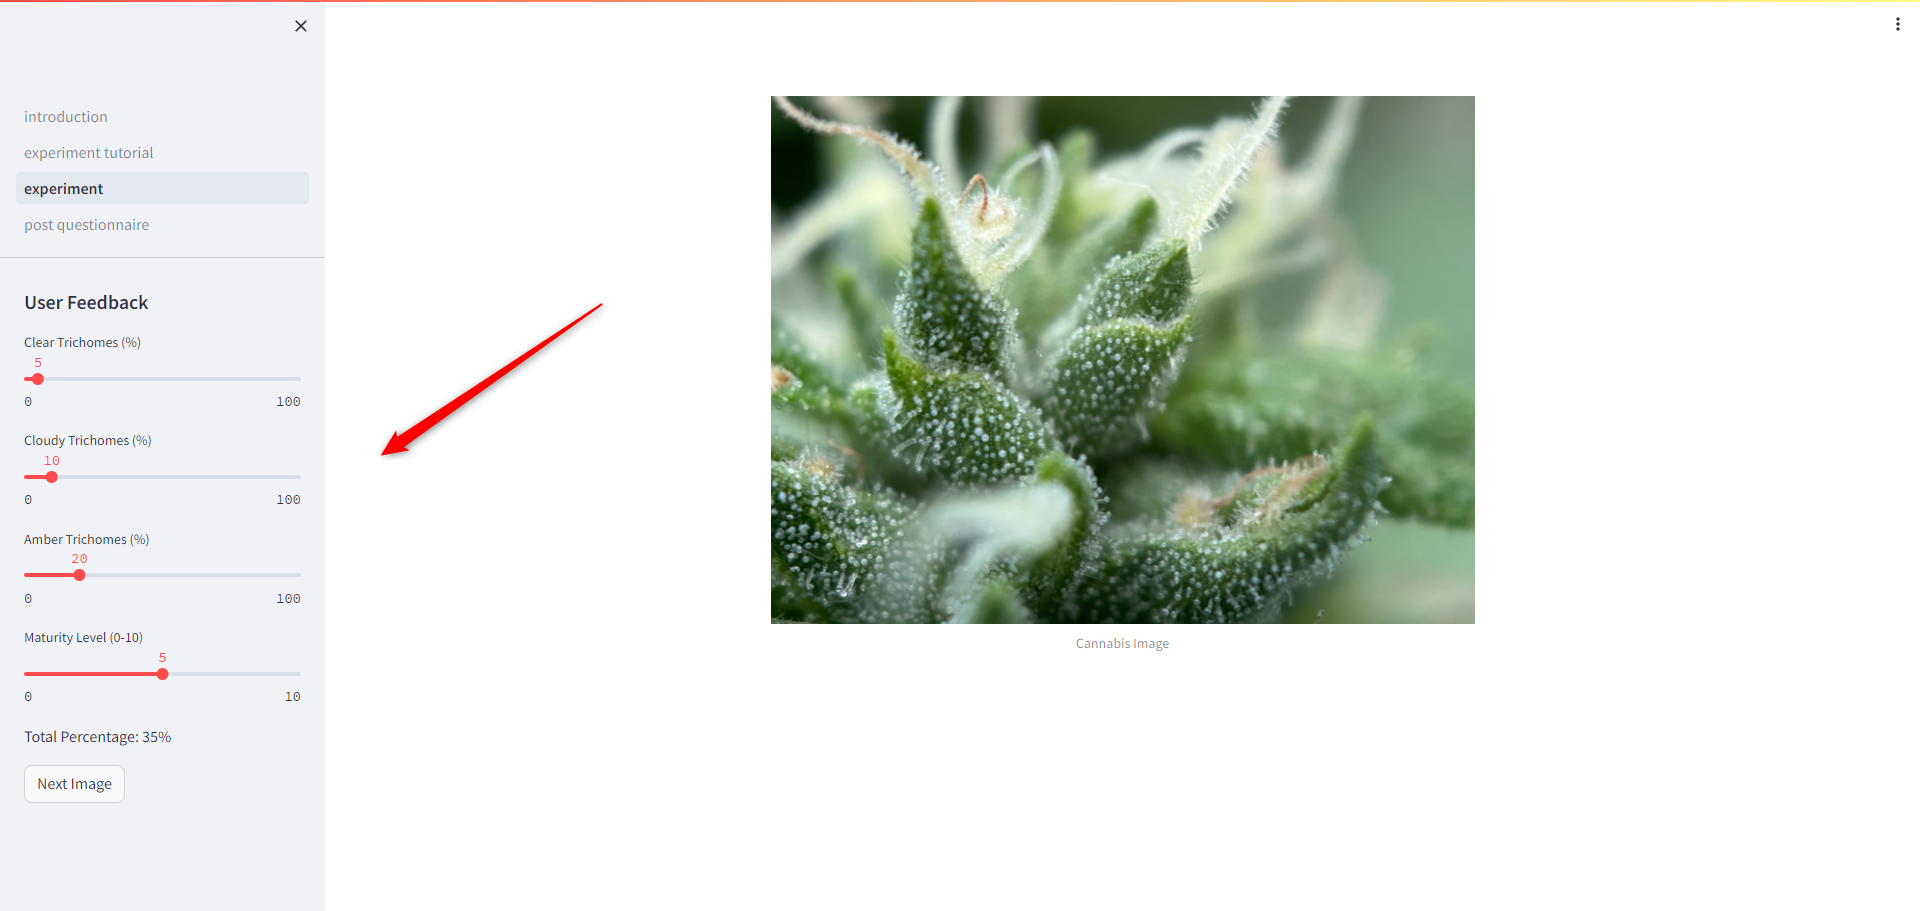 introduction
experiment tutorial
experiment
post questionnaire
User Feedback
Clear Trichomes (%)
5
0 100
Cloudy Trichomes (%)
10
0 100
Amber Trichomes (%)
20
0 100
Maturity Level (0-10)
5
0 10
Total Percentage: 35%
Next Image
Cannabis Image